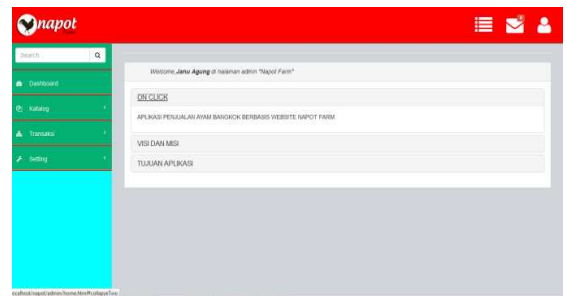 napot
Search...
Dashboard
Katalog
Transaksi
Setting
Welcome, Janu Agung di halaman admin "Napot Farm"
ON CLICK
APLIKASI PENJUALAN AYAM BANGKOK BERBASIS WEBSITE NAPOT FARM
VISI DAN MISI
TUJUAN APLIKASI